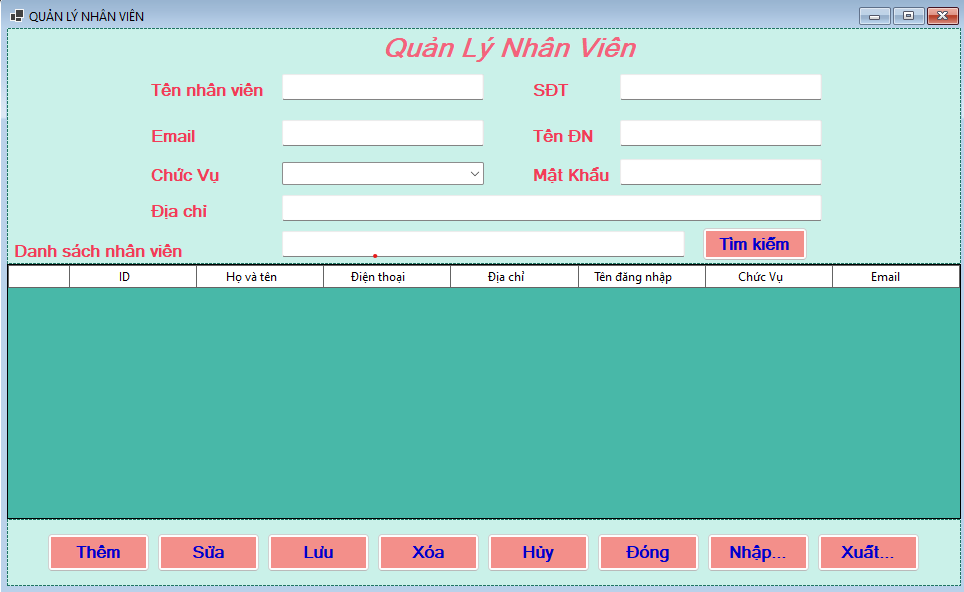 QUẢN LÝ NHÂN VIÊN
Quản Lý Nhân Viên
Tên nhân viên SĐT
Email Tên ĐN
Chức Vụ Mật Khẩu
Địa chỉ
Danh sách nhân viên Tìm kiếm
ID Họ và tên Điện thoại Địa chỉ Tên đăng nhập Chức Vụ Email
Thêm Sửa Lưu Xóa Hủy Đóng Nhập... Xuất...